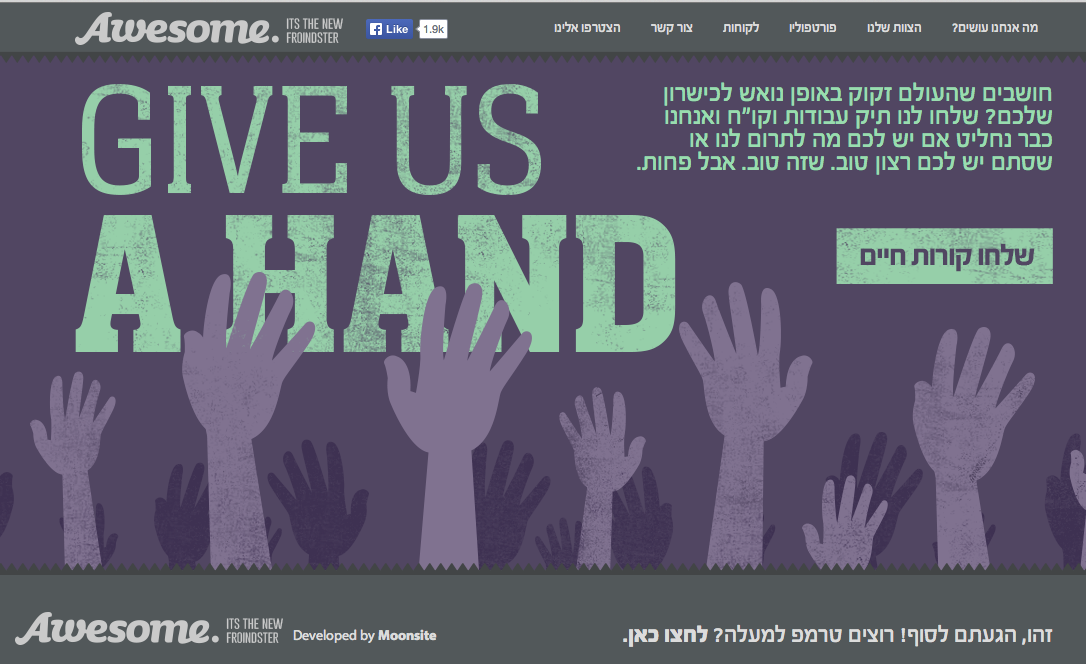 Awesome.
ITS THE NEW
FROINDSTER
Like
1.9k
מה אנחנו עושים?
הצוות שלנו
פורטפוליו
לקוחות
צור קשר
הצטרפו אלינו
GIVE US
A HAND
חושבים שהעולם זקוק באופן נואש לכישרון
שלכם? שלחו לנו תיק עבודות וקו"ח ואנחנו
כבר נחליט אם יש לכם מה לתרום לנו או
שסתם יש לכם רצון טוב. שזה טוב. אבל פחות.
שלחו קורות חיים
Awesome.
ITS THE NEW
FROINDSTER
Developed by Moonsite
זהו, הגעתם לסוף! רוצים טרמפ למעלה? לחצו כאן.